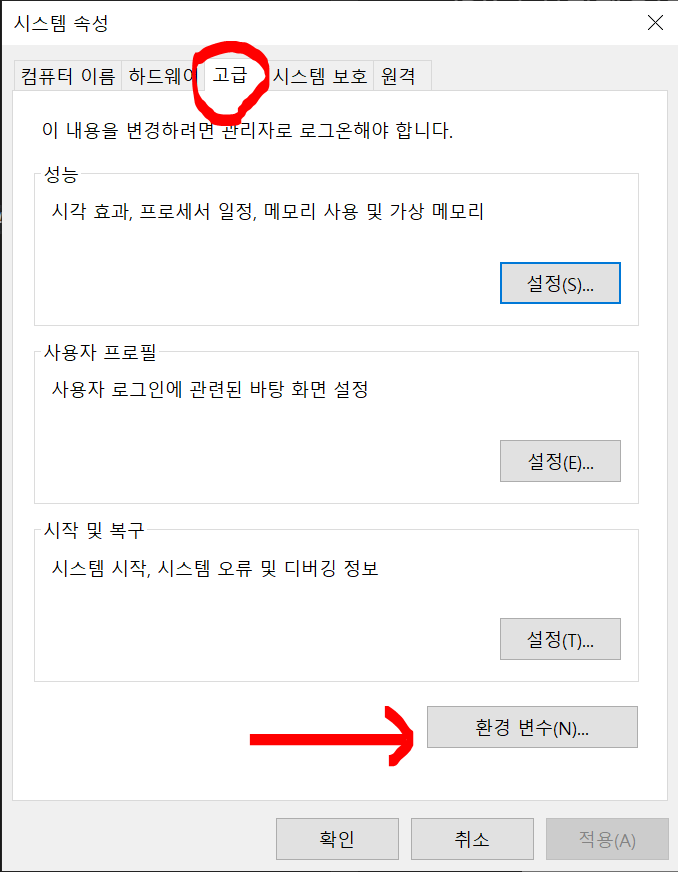 시스템 속성
컴퓨터 이름 하드웨어 고급 시스템 보호 원격
이 내용을 변경하려면 관리자로 로그온해야 합니다.
성능
시각 효과, 프로세서 일정, 메모리 사용 및 가상 메모리
설정(S)...
사용자 프로필
사용자 로그인에 관련된 바탕 화면 설정
설정(E)...
시작 및 복구
시스템 시작, 시스템 오류 및 디버깅 정보
설정(T)...
환경 변수(N)...
확인 취소 적용(A)